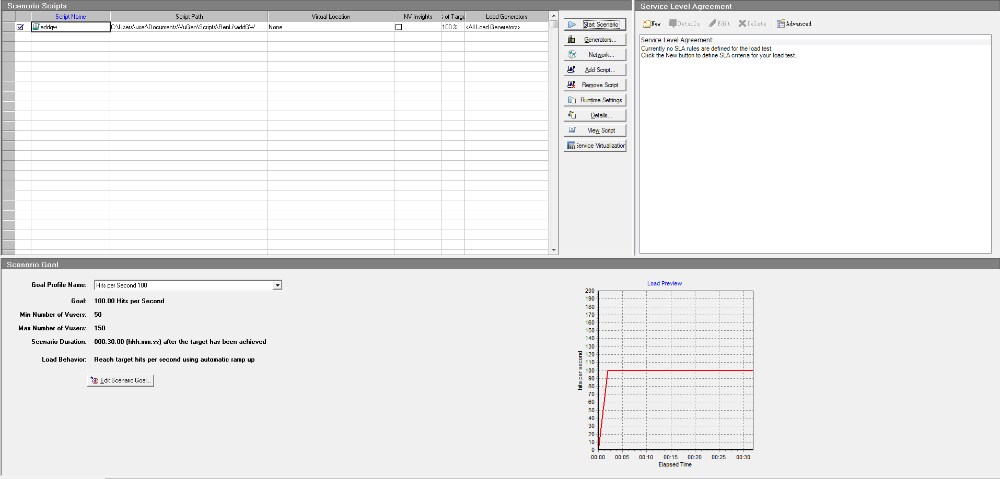 Scenario Scripts
Script Name Script Path Virtual Location NV Insights % of Targe Load Generators
addgw C:\Users\user\Documents\VuGen\Scripts\RenLi\addGW None 100 % <All Load Generators>
Start Scenario
Generators...
Network...
Add Script...
Remove Script
Runtime Settings
Details...
View Script
Service Virtualization
Service Level Agreement
New Details Edit Delete Advanced
Service Level Agreement
Currently no SLA rules are defined for the load test.
Click the New button to define SLA criteria for your load test.
Scenario Goal
Goal Profile Name: Hits per Second 100
Goal: 100.00 Hits per Second
Min Number of Vusers: 50
Max Number of Vusers: 150
Scenario Duration: 000:30:00 (hhh:mm:ss) after the target has been achieved
Load Behavior: Reach target hits per second using automatic ramp up
Edit Scenario Goal...
Load Preview
200
190
180
170
160
150
140
130
120
110
100
90
80
70
60
50
40
30
20
10
0
hits per second
00:00 00:05 00:10 00:15 00:20 00:25 00:30
Elapsed Time